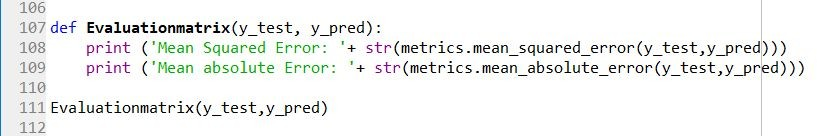 106
107 def Evaluationmatrix(y_test, y_pred):
108     print ('Mean Squared Error: '+ str(metrics.mean_squared_error(y_test,y_pred)))
109     print ('Mean absolute Error: '+ str(metrics.mean_absolute_error(y_test,y_pred)))
110
111 Evaluationmatrix(y_test,y_pred)
112